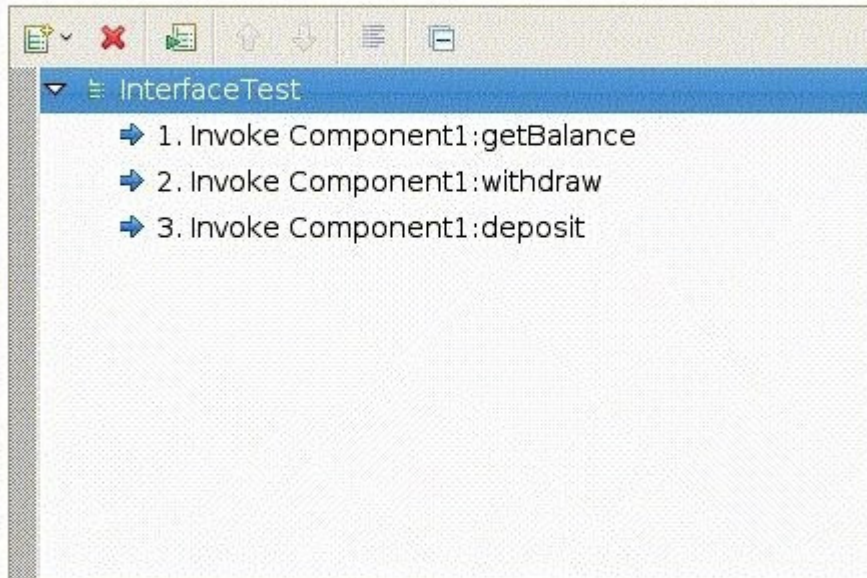 InterfaceTest
1. Invoke Component1:getBalance
2. Invoke Component1:withdraw
3. Invoke Component1:deposit